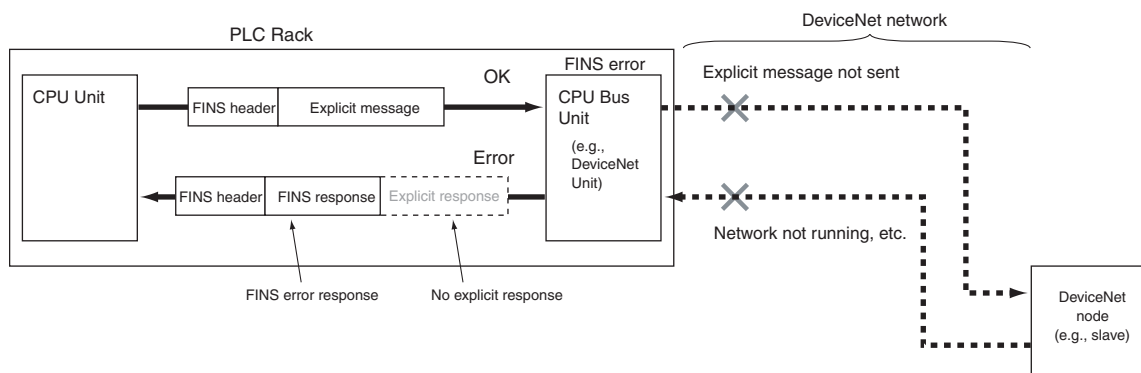 DeviceNet network
PLC Rack
FINS error
OK
Explicit message not sent
CPU Unit
FINS header
Explicit message
CPU Bus
Unit
(e.g.,
DeviceNet
Unit)
Error
FINS header
FINS response
Explicit response
Network not running, etc.
FINS error response
No explicit response
DeviceNet
node
(e.g., slave)